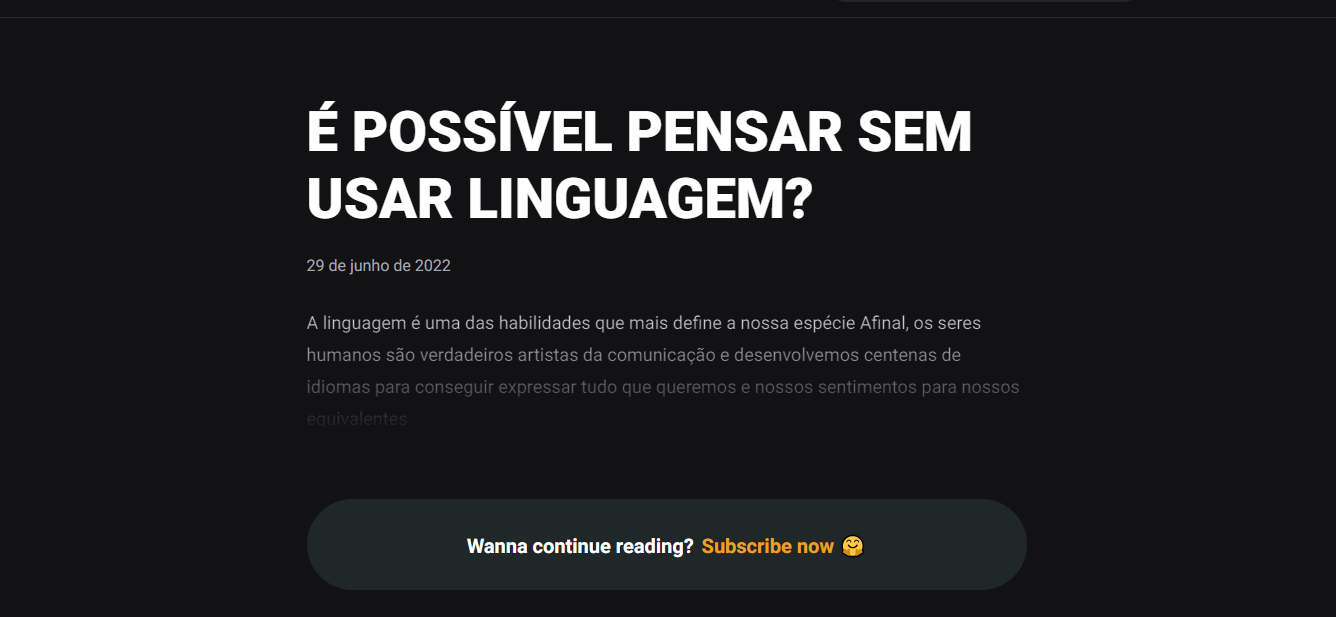 É POSSÍVEL PENSAR SEM
USAR LINGUAGEM?
29 de junho de 2022
A linguagem é uma das habilidades que mais define a nossa espécie Afinal, os seres
humanos são verdadeiros artistas da comunicação e desenvolvemos centenas de
idiomas para conseguir expressar tudo que queremos e nossos sentimentos para nossos
equivalentes
Wanna continue reading? Subscribe now 🤗